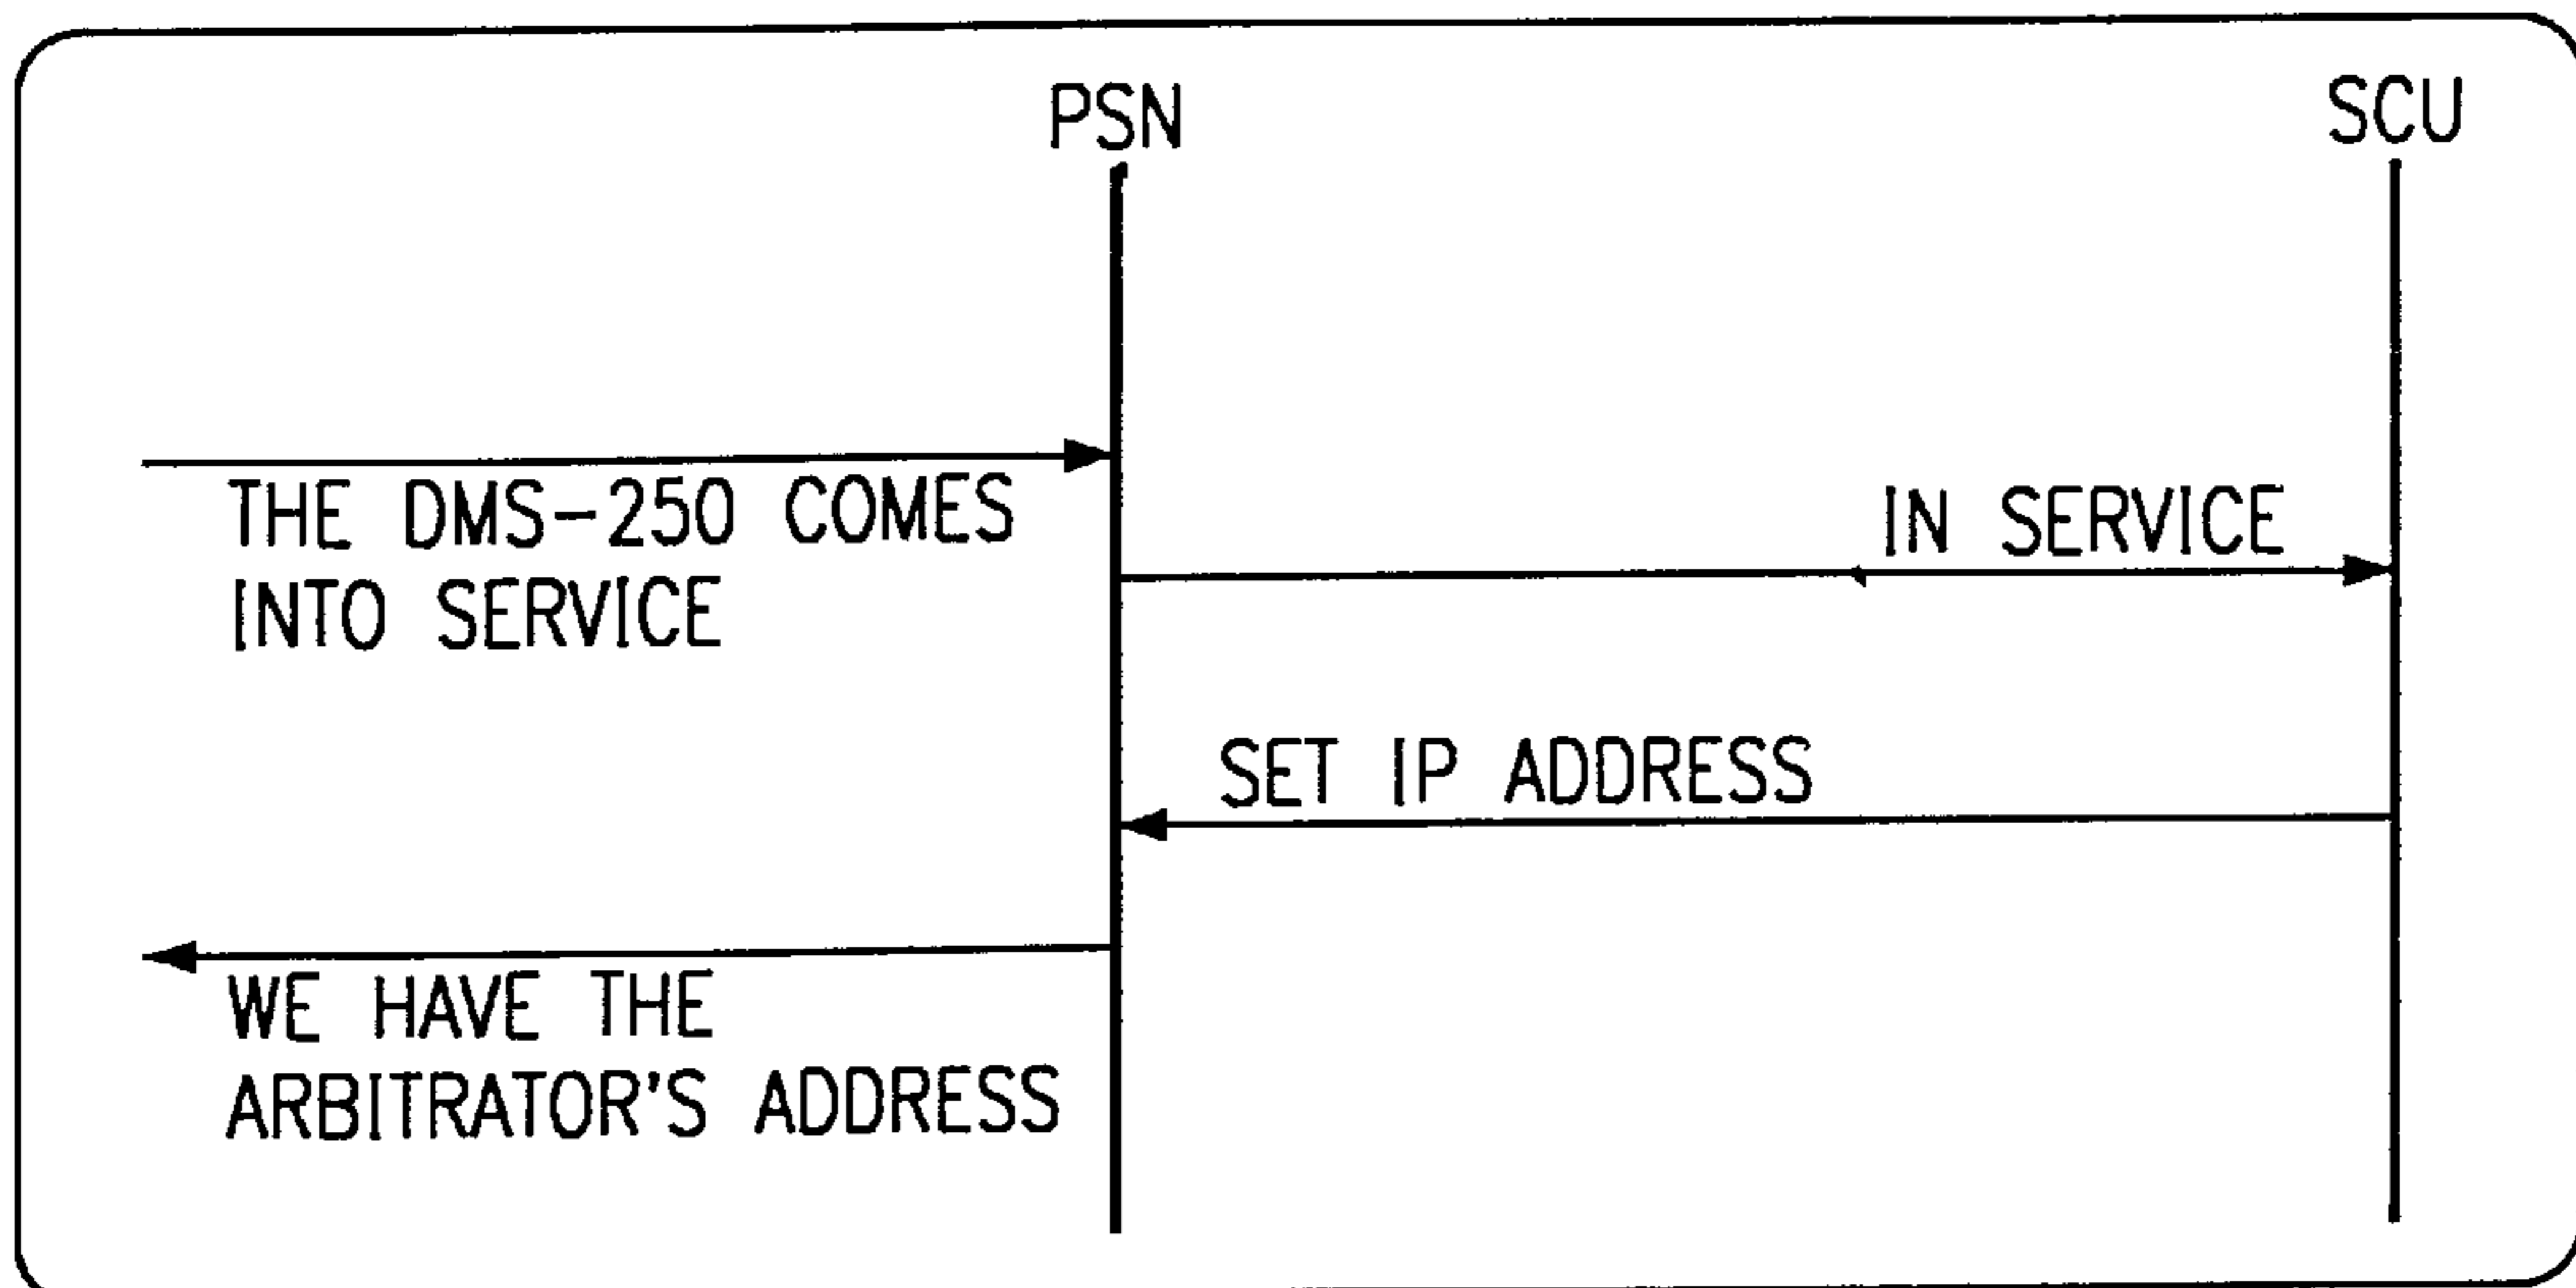 PSN
SCU
THE DMS-250 COMES
INTO SERVICE
IN SERVICE
SET IP ADDRESS
WE HAVE THE
ARBITRATOR'S ADDRESS